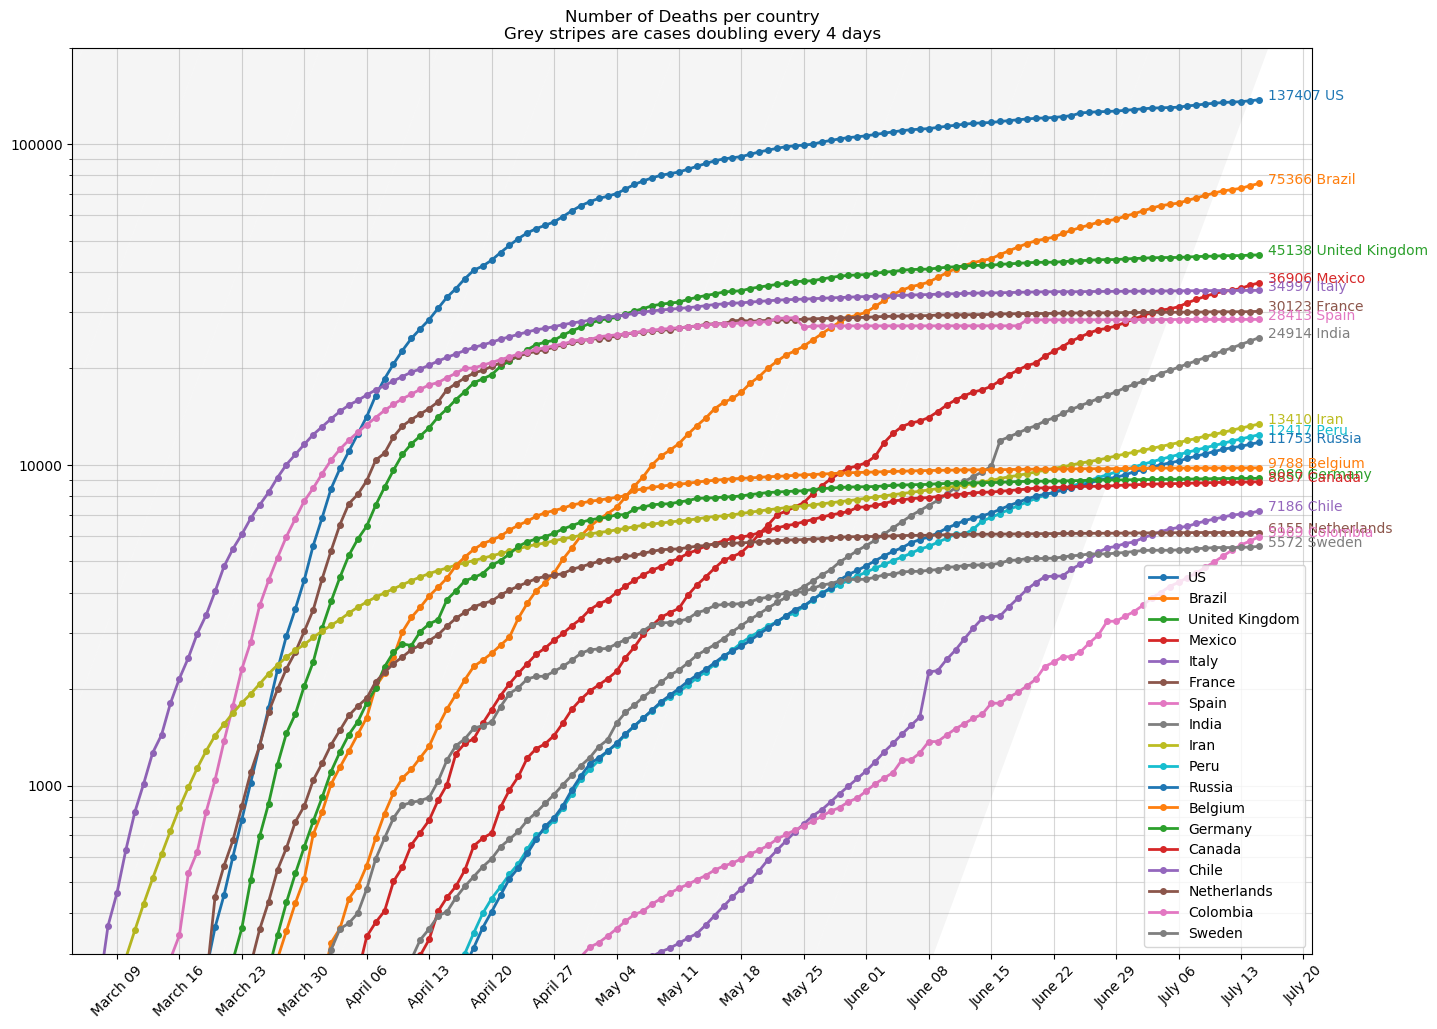 Number of Deaths per country
Grey stripes are cases doubling every 4 days
100000
10000
1000
137407 US
75366 Brazil
45138 United Kingdom
36906 Mexico
34997 Italy
30123 France
28413 Spain
24914 India
13410 Iran
12417 Peru
11753 Russia
9788 Belgium
9080 Germany
8857 Canada
7186 Chile
6155 Netherlands
Colombia
5572 Sweden
US
Brazil
United Kingdom
Mexico
Italy
France
Spain
India
Iran
Peru
Russia
Belgium
Germany
Canada
Chile
Netherlands
Colombia
Sweden
March 09
March 16
March 23
March 30
April 06
April 13
April 20
April 27
May 04
May 11
May 18
May 25
June 01
June 08
June 15
June 22
June 29
July 06
July 13
July 20